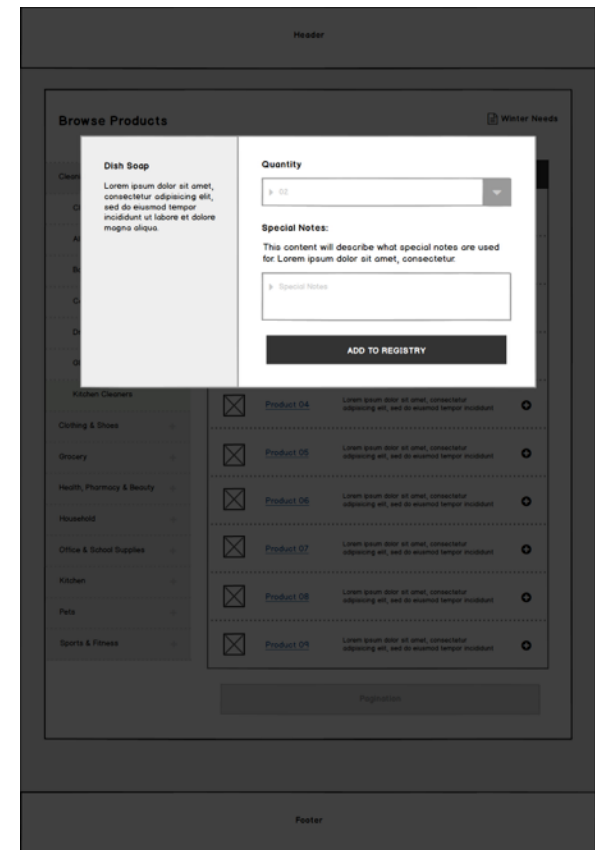 Header
Browse Products
Winter Needs
Dish Soap
Lorem ipsum dolor sit amet,
consectetur adipisicing elit,
sed do eiusmod tempor
incididunt ut labore et dolore
magna aliqua.
Quantity
02
Special Notes:
This content will describe what special notes are used
for. Lorem ipsum dolor sit amet, consectetur.
Special Notes
ADD TO REGISTRY
Kitchen Cleaners
Clothing & Shoes
Grocery
Health, Pharmacy & Beauty
Household
Office & School Supplies
Kitchen
Pets
Sports & Fitness
Product 04
Lorem ipsum dolor sit amet, consectetur
adipisicing elit, sed do eiusmod tempor incididunt
Product 05
Lorem ipsum dolor sit amet, consectetur
adipisicing elit, sed do eiusmod tempor incididunt
Product 06
Lorem ipsum dolor sit amet, consectetur
adipisicing elit, sed do eiusmod tempor incididunt
Product 07
Lorem ipsum dolor sit amet, consectetur
adipisicing elit, sed do eiusmod tempor incididunt
Product 08
Lorem ipsum dolor sit amet, consectetur
adipisicing elit, sed do eiusmod tempor incididunt
Product 09
Lorem ipsum dolor sit amet, consectetur
adipisicing elit, sed do eiusmod tempor incididunt
Pagination
Footer